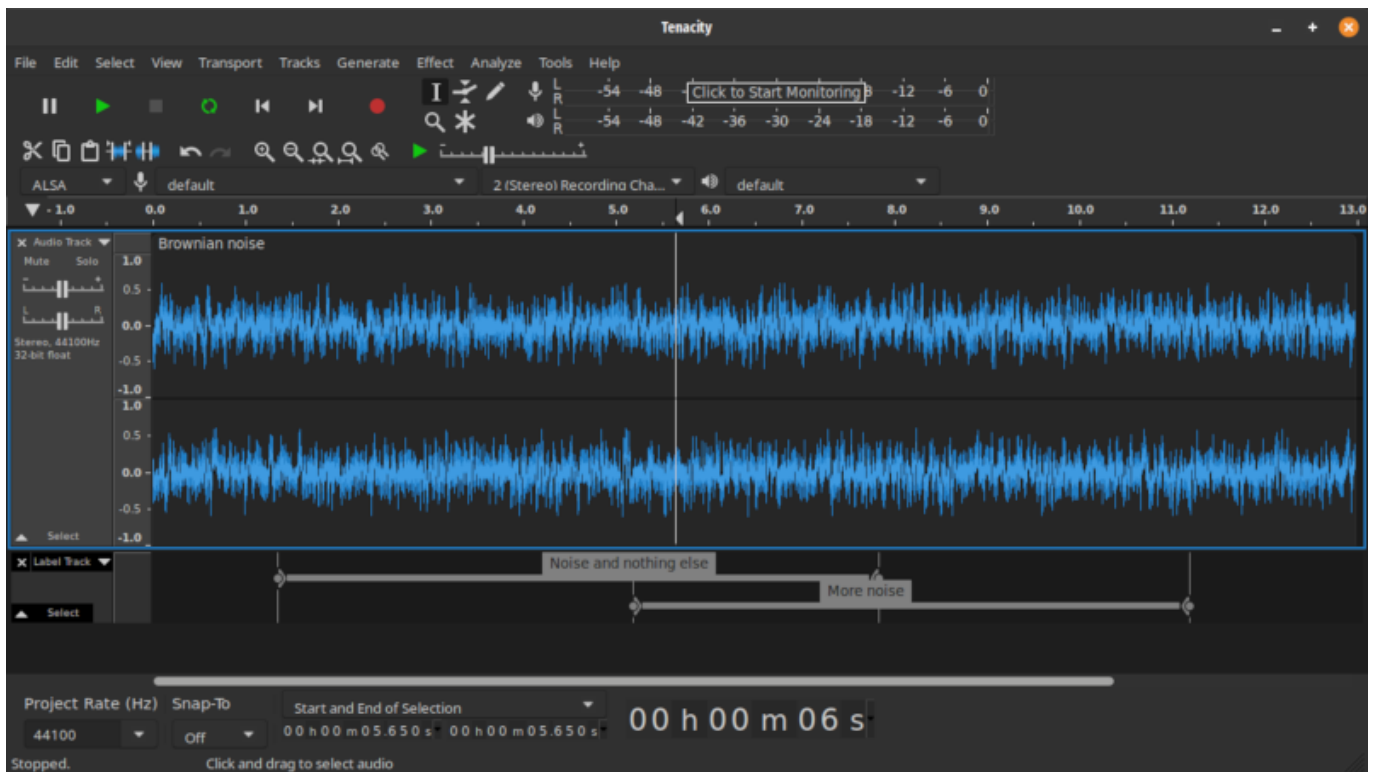 Tenacity
File Edit Select View Transport Tracks Generate Effect Analyze Tools Help
L R -54 -48 Click to Start Monitoring -12 -6 0
L R -54 -48 -42 -36 -30 -24 -18 -12 -6 0
ALSA default 2 (Stereo) Recording Cha... default
-1.0 0.0 1.0 2.0 3.0 4.0 5.0 6.0 7.0 8.0 9.0 10.0 11.0 12.0 13.0
Audio Track Brownian noise
Mute Solo 1.0
- + 0.5
L R 0.0
Stereo, 44100Hz
32-bit float -0.5
-1.0
1.0
0.5
0.0
-0.5
Select -1.0
Label Track Noise and nothing else
More noise
Select
Project Rate (Hz) Snap-To Start and End of Selection
44100 Off 00 h 00 m 05.650 s 00 h 00 m 05.650 s 00 h 00 m 06 s
Stopped. Click and drag to select audio